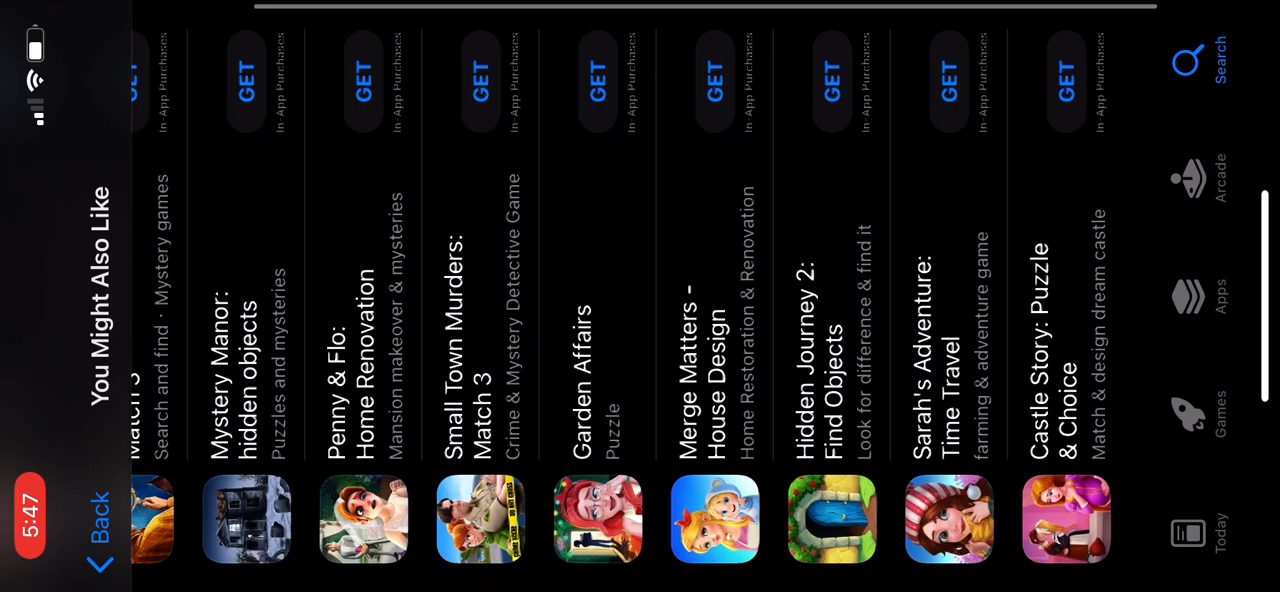 5:47
Back
You Might Also Like
Search and find · Mystery games
In-App Purchases
Mystery Manor:
hidden objects
Puzzles and mysteries
GET
In-App Purchases
Penny & Flo:
Home Renovation
Mansion makeover & mysteries
GET
In-App Purchases
Small Town Murders:
Match 3
Crime & Mystery Detective Game
GET
In-App Purchases
Garden Affairs
Puzzle
GET
In-App Purchases
Merge Matters -
House Design
Home Restoration & Renovation
GET
In-App Purchases
Hidden Journey 2:
Find Objects
Look for difference & find it
GET
In-App Purchases
Sarah's Adventure:
Time Travel
farming & adventure game
GET
In-App Purchases
Castle Story: Puzzle
& Choice
Match & design dream castle
GET
In-App Purchases
Today
Games
Apps
Arcade
Search